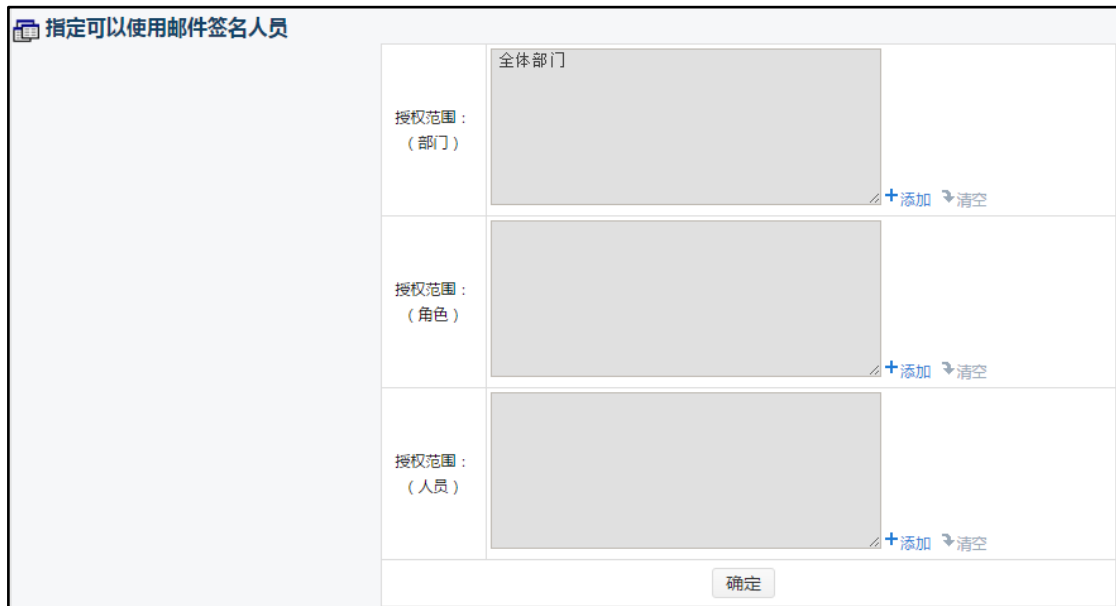 指定可以使用邮件签名人员
全体部门
授权范围：
（部门）
添加 清空
授权范围：
（角色）
添加 清空
授权范围：
（人员）
添加 清空
确定